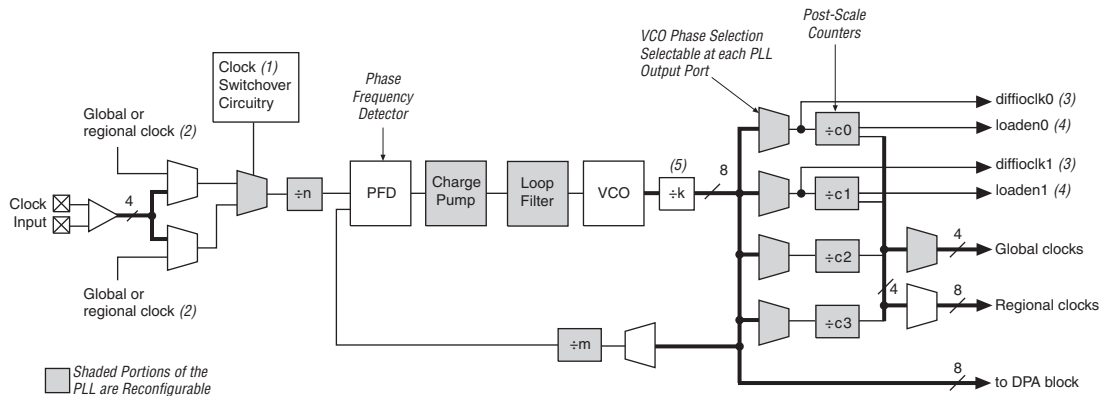 VCO Phase Selection
Selectable at each PLL
Output Port
Post-Scale
Counters
Clock (1)
Switchover
Circuitry
Phase
Frequency
Detector
Global or
regional clock (2)
Clock
Input
4
Global or
regional clock (2)
÷n
PFD
Charge
Pump
Loop
Filter
VCO
(5)
÷k
8
÷c0
÷c1
÷c2
÷c3
4
÷m
diffioclk0 (3)
loaden0 (4)
diffioclk1 (3)
loaden1 (4)
4
Global clocks
8
Regional clocks
8
to DPA block
Shaded Portions of the
PLL are Reconfigurable